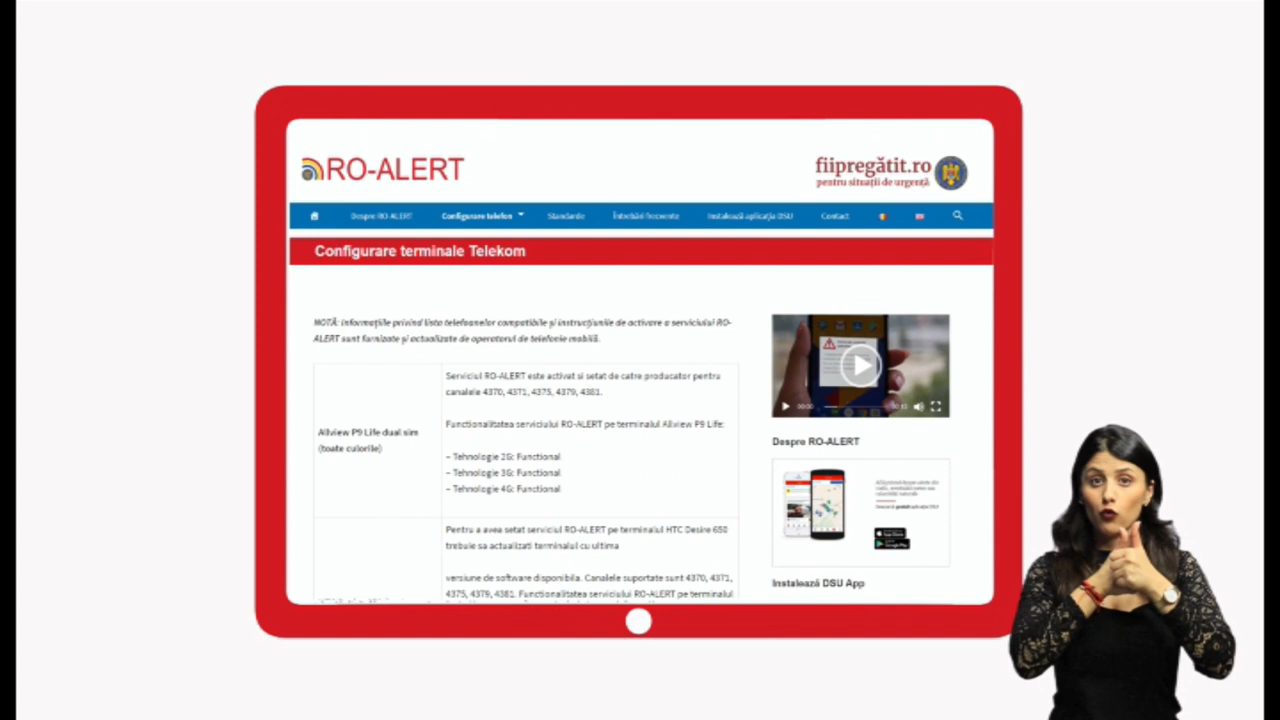 RO-ALERT
fiipregătit.ro
pentru situații de urgență
Despre RO-ALERT
Configurare telefon
Standarde
Întrebări frecvente
Instalează aplicația DSU
Contact
Configurare terminale Telekom
NOTĂ: Informațiile privind lista telefoanelor compatibile și instrucțiunile de activare a serviciului RO-
ALERT sunt furnizate și actualizate de operatorul de telefonie mobilă.
Allview P9 Life dual sim
(toate culorile)
Serviciul RO-ALERT este activat si setat de catre producator pentru
canalele 4370, 4371, 4375, 4379, 4381.
Functionalitatea serviciului RO-ALERT pe terminalul Allview P9 Life:
– Tehnologie 2G: Functional
– Tehnologie 3G: Functional
– Tehnologie 4G: Functional
Pentru a avea setat serviciul RO-ALERT pe terminalul HTC Desire 650
trebuie sa actualizati terminalul cu ultima
versiune de software disponibila. Canalele suportate sunt 4370, 4371,
4375, 4379, 4381. Functionalitatea serviciului RO-ALERT pe terminalul
00:00
Despre RO-ALERT
App Store
Google Play
Instalează DSU App